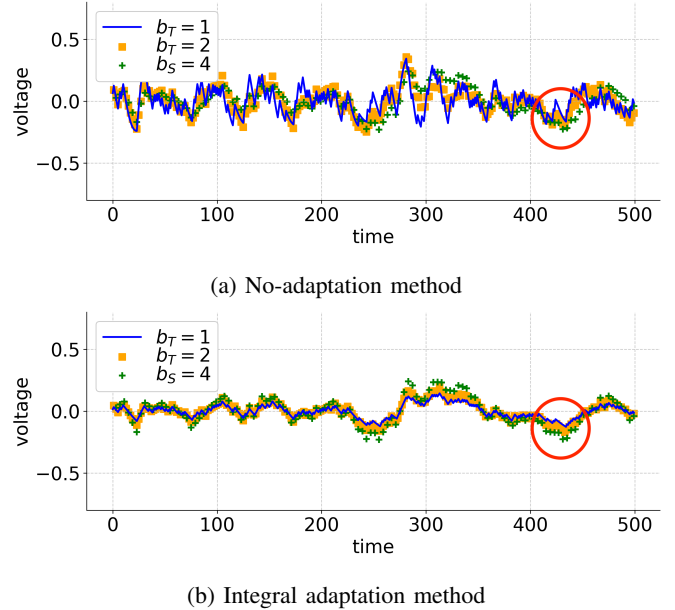 0.5
0.0
−0.5
voltage
b_T = 1
b_T = 2
b_S = 4
0 100 200 300 400 500
time
(a) No-adaptation method
0.5
0.0
−0.5
voltage
b_T = 1
b_T = 2
b_S = 4
0 100 200 300 400 500
time
(b) Integral adaptation method